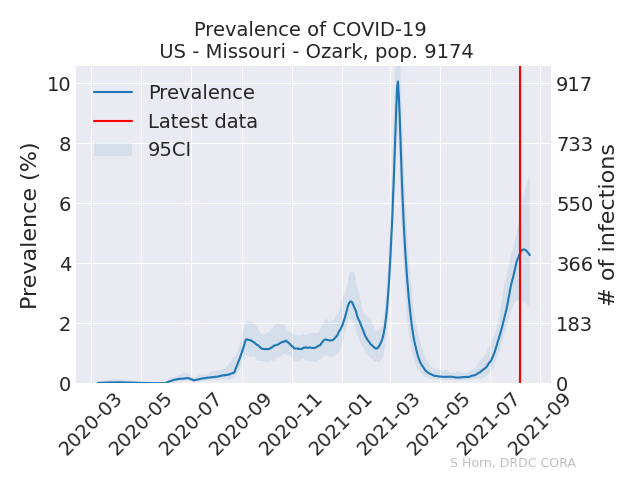 Prevalence of COVID-19
US - Missouri - Ozark, pop. 9174
Prevalence
Latest data
95CI
Prevalence (%)
10
8
6
4
2
0
917
733
550
366
183
0
# of infections
2020-03
2020-05
2020-07
2020-09
2020-11
2021-01
2021-03
2021-05
2021-07
2021-09
S Horn, DRDC CORA